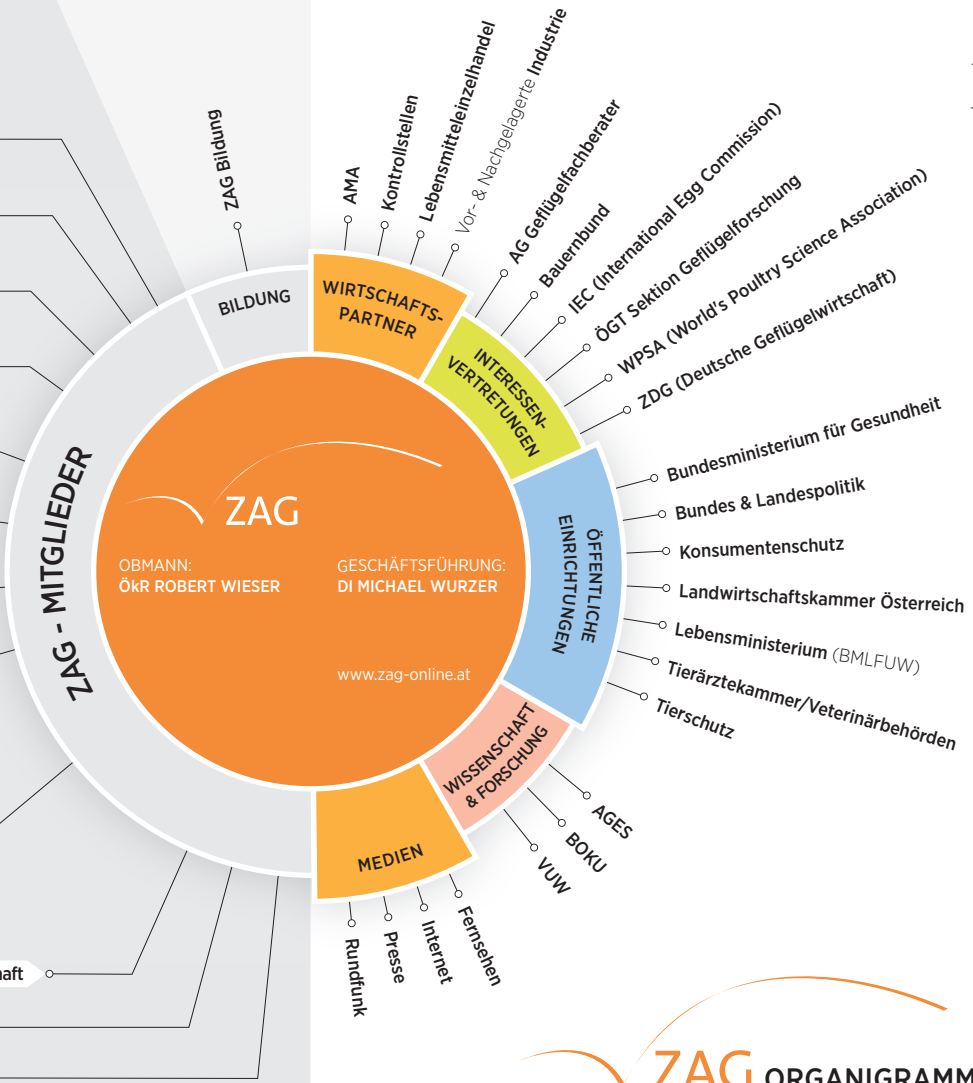 ZAG Bildung
AMA
Kontrollstellen
Lebensmitteleinzelhandel
Vor- & Nachgelagerte Industrie
AG Geflügelfachberater
Bauernbund
IEC (International Egg Commission)
ÖGT Sektion Geflügelforschung
WPSA (World's Poultry Science Association)
ZDG (Deutsche Geflügelwirtschaft)
Bundesministerium für Gesundheit
Bundes & Landespolitik
Konsumentenschutz
Landwirtschaftskammer Österreich
Lebensministerium (BMLFUW)
Tierärztekammer/Veterinärbehörden
Tierschutz
AGES
BOKU
VUW
Fernsehen
Internet
Presse
Rundfunk
BILDUNG
WIRTSCHAFTS-
PARTNER
INTERESSEN-
VERTRETUNGEN
ÖFFENTLICHE
EINRICHTUNGEN
WISSENSCHAFT
& FORSCHUNG
MEDIEN
ZAG - MITGLIEDER
ZAG
OBMANN:
ÖkR ROBERT WIESER
GESCHÄFTSFÜHRUNG:
DI MICHAEL WURZER
www.zag-online.at
haft
ZAG ORGANIGRAMM